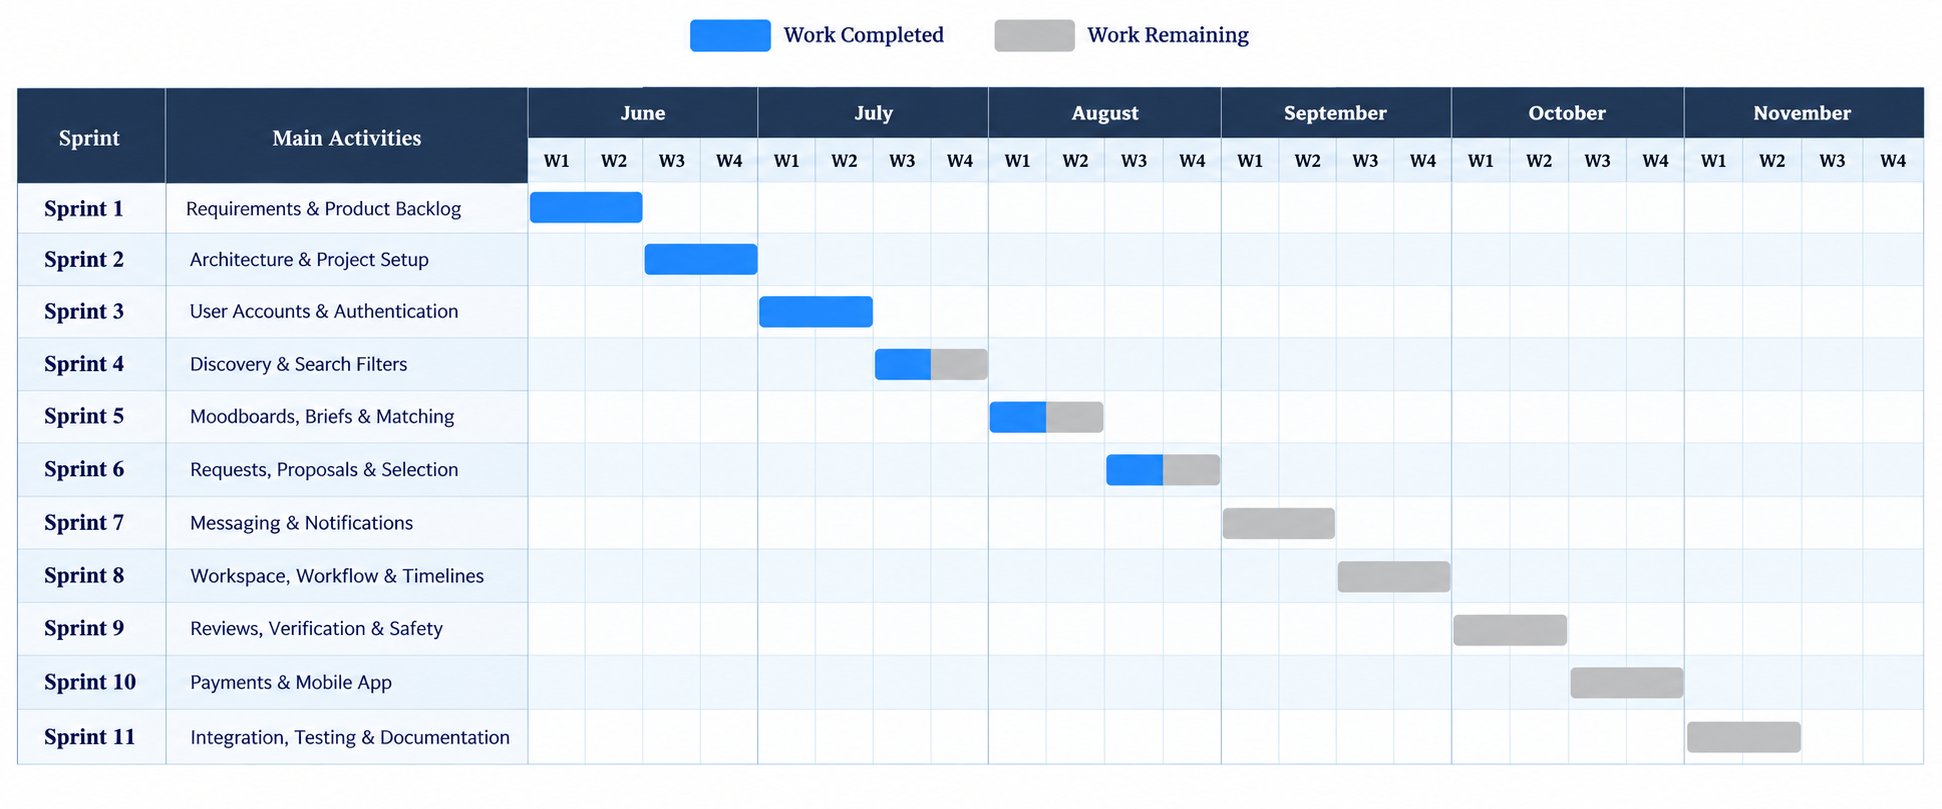 Work Completed Work Remaining
Sprint Main Activities June July August September October November
W1 W2 W3 W4 W1 W2 W3 W4 W1 W2 W3 W4 W1 W2 W3 W4 W1 W2 W3 W4 W1 W2 W3 W4
Sprint 1 Requirements & Product Backlog
Sprint 2 Architecture & Project Setup
Sprint 3 User Accounts & Authentication
Sprint 4 Discovery & Search Filters
Sprint 5 Moodboards, Briefs & Matching
Sprint 6 Requests, Proposals & Selection
Sprint 7 Messaging & Notifications
Sprint 8 Workspace, Workflow & Timelines
Sprint 9 Reviews, Verification & Safety
Sprint 10 Payments & Mobile App
Sprint 11 Integration, Testing & Documentation